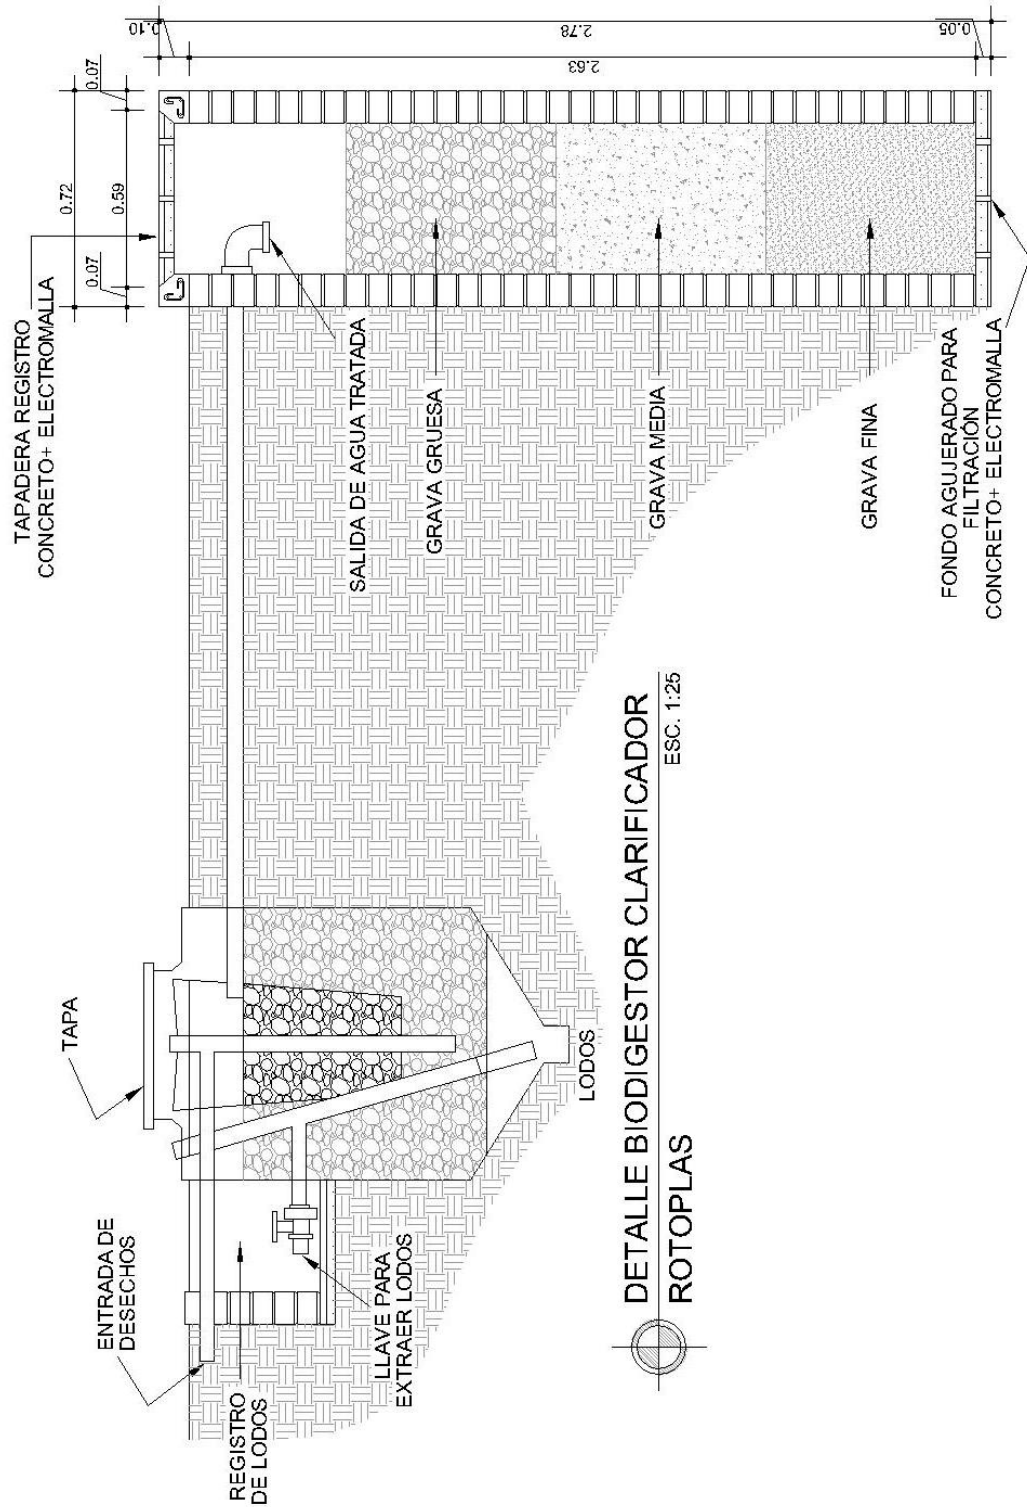 TAPADERA REGISTRO
CONCRETO+ ELECTROMALLA
0.72
0.07
0.59
0.07
0.10
2.78
2.63
0.05
TAPA
ENTRADA DE
DESECHOS
REGISTRO
DE LODOS
LLAVE PARA
EXTRAER LODOS
LODOS
SALIDA DE AGUA TRATADA
GRAVA GRUESA
GRAVA MEDIA
GRAVA FINA
FONDO AGUJERADO PARA
FILTRACIÓN
CONCRETO+ ELECTROMALLA
DETALLE BIODIGESTOR CLARIFICADOR
ROTOPLAS
ESC. 1:25